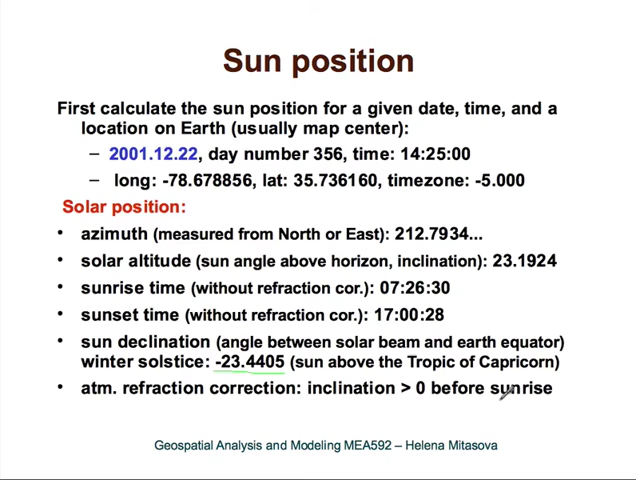 Sun position
First calculate the sun position for a given date, time, and a
location on Earth (usually map center):
– 2001.12.22, day number 356, time: 14:25:00
– long: -78.678856, lat: 35.736160, timezone: -5.000
Solar position:
• azimuth (measured from North or East): 212.7934...
• solar altitude (sun angle above horizon, inclination): 23.1924
• sunrise time (without refraction cor.): 07:26:30
• sunset time (without refraction cor.): 17:00:28
• sun declination (angle between solar beam and earth equator)
winter solstice: -23.4405 (sun above the Tropic of Capricorn)
• atm. refraction correction: inclination > 0 before sunrise
Geospatial Analysis and Modeling MEA592 – Helena Mitasova